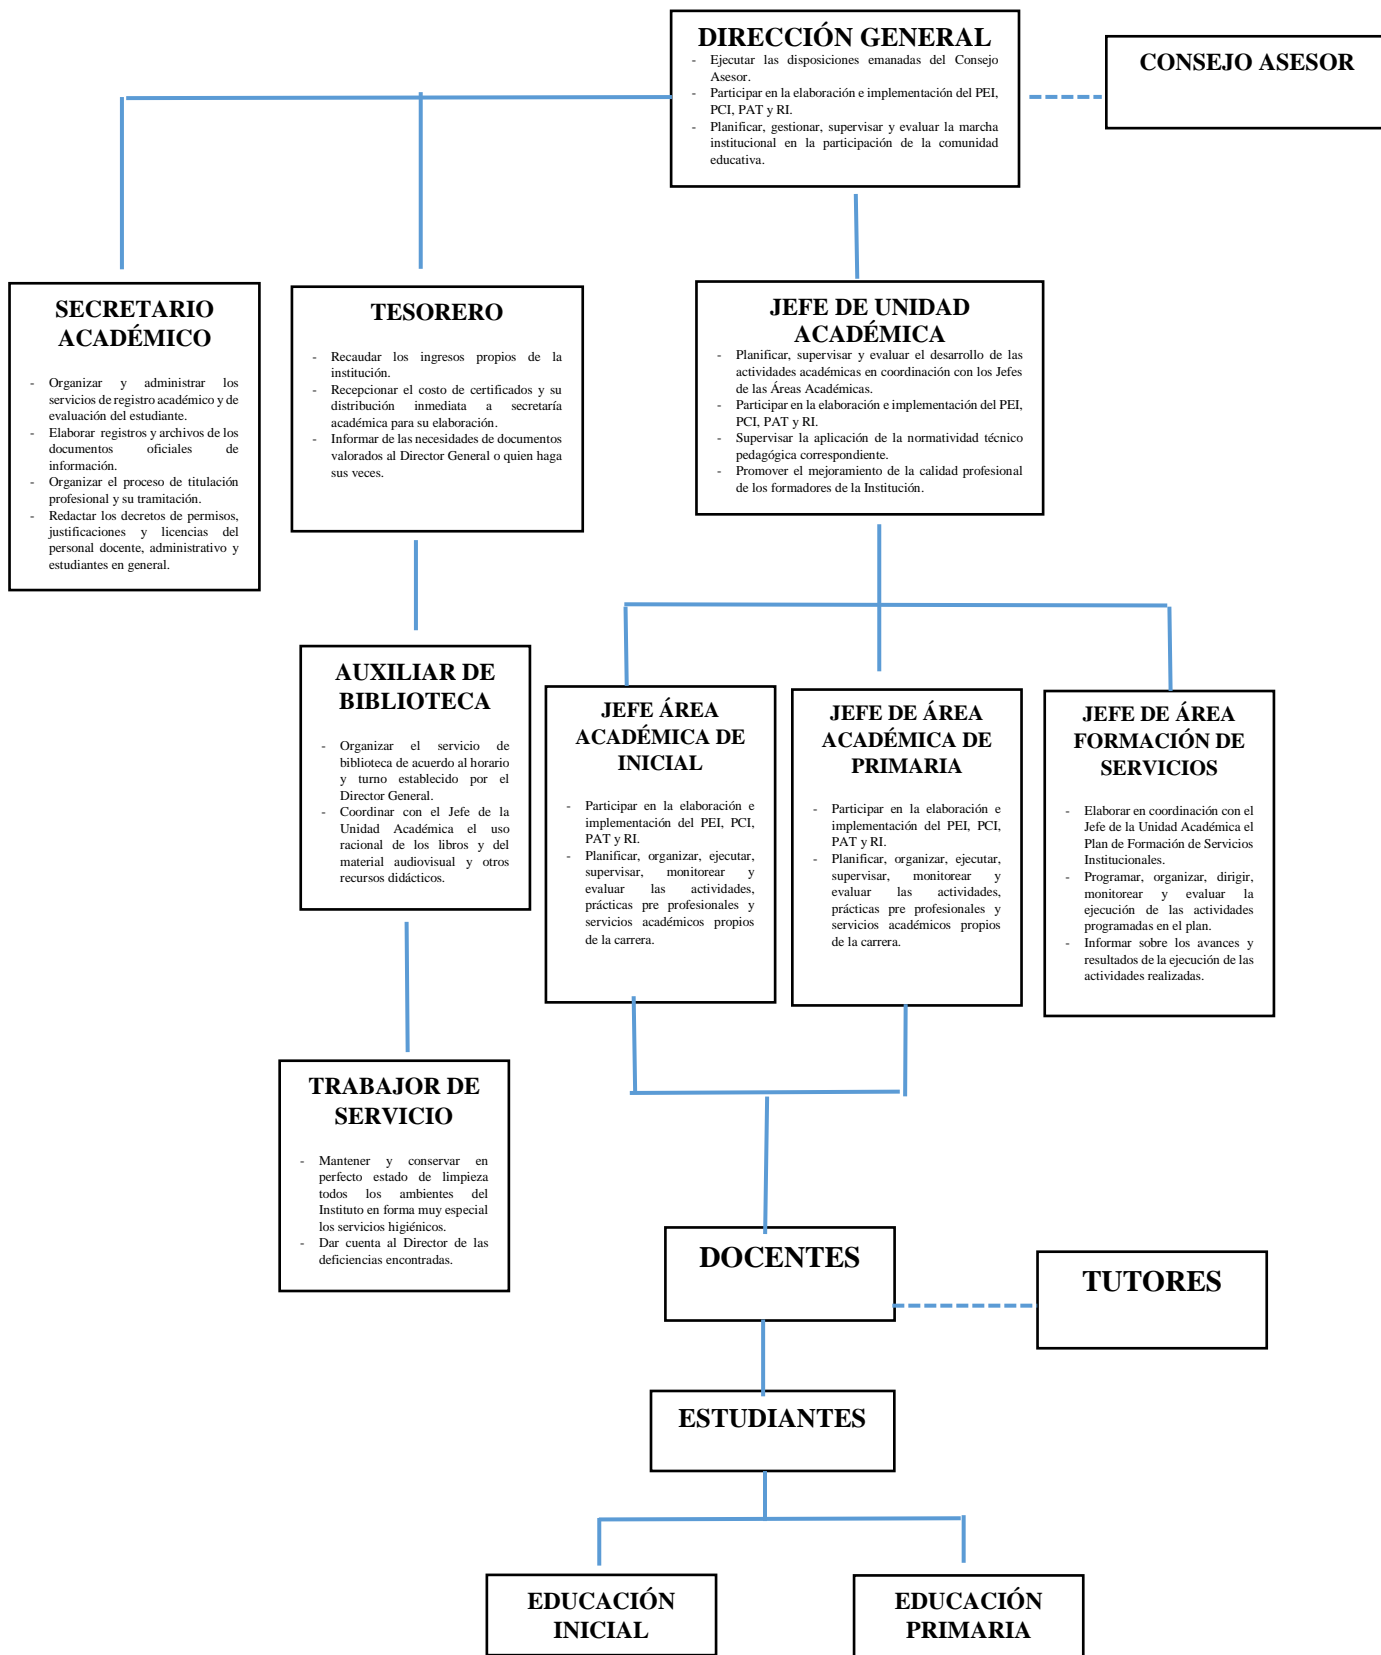 DIRECCIÓN GENERAL
- Ejecutar las disposiciones emanadas del Consejo
Asesor.
- Participar en la elaboración e implementación del PEI,
PCI, PAT y RI.
- Planificar, gestionar, supervisar y evaluar la marcha
institucional en la participación de la comunidad
educativa.
CONSEJO ASESOR
SECRETARIO
ACADÉMICO
- Organizar y administrar los
servicios de registro académico y de
evaluación del estudiante.
- Elaborar registros y archivos de los
documentos oficiales de
información.
- Organizar el proceso de titulación
profesional y su tramitación.
- Redactar los decretos de permisos,
justificaciones y licencias del
personal docente, administrativo y
estudiantes en general.
TESORERO
- Recaudar los ingresos propios de la
institución.
- Recepcionar el costo de certificados y su
distribución inmediata a secretaría
académica para su elaboración.
- Informar de las necesidades de documentos
valorados al Director General o quien haga
sus veces.
JEFE DE UNIDAD
ACADÉMICA
- Planificar, supervisar y evaluar el desarrollo de las
actividades académicas en coordinación con los Jefes
de las Áreas Académicas.
- Participar en la elaboración e implementación del PEI,
PCI, PAT y RI.
- Supervisar la aplicación de la normatividad técnico
pedagógica correspondiente.
- Promover el mejoramiento de la calidad profesional
de los formadores de la Institución.
AUXILIAR DE
BIBLIOTECA
- Organizar el servicio de
biblioteca de acuerdo al horario
y turno establecido por el
Director General.
- Coordinar con el Jefe de la
Unidad Académica el uso
racional de los libros y del
material audiovisual y otros
recursos didácticos.
JEFE ÁREA
ACADÉMICA DE
INICIAL
- Participar en la elaboración e
implementación del PEI, PCI,
PAT y RI.
- Planificar, organizar, ejecutar,
supervisar, monitorear y
evaluar las actividades,
prácticas pre profesionales y
servicios académicos propios
de la carrera.
JEFE DE ÁREA
ACADÉMICA DE
PRIMARIA
- Participar en la elaboración e
implementación del PEI, PCI,
PAT y RI.
- Planificar, organizar, ejecutar,
supervisar, monitorear y
evaluar las actividades,
prácticas pre profesionales y
servicios académicos propios
de la carrera.
JEFE DE ÁREA
FORMACIÓN DE
SERVICIOS
- Elaborar en coordinación con el
Jefe de la Unidad Académica el
Plan de Formación de Servicios
Institucionales.
- Programar, organizar, dirigir,
monitorear y evaluar la
ejecución de las actividades
programadas en el plan.
- Informar sobre los avances y
resultados de la ejecución de las
actividades realizadas.
TRABAJOR DE
SERVICIO
- Mantener y conservar en
perfecto estado de limpieza
todos los ambientes del
Instituto en forma muy especial
los servicios higiénicos.
- Dar cuenta al Director de las
deficiencias encontradas.
DOCENTES
TUTORES
ESTUDIANTES
EDUCACIÓN
INICIAL
EDUCACIÓN
PRIMARIA